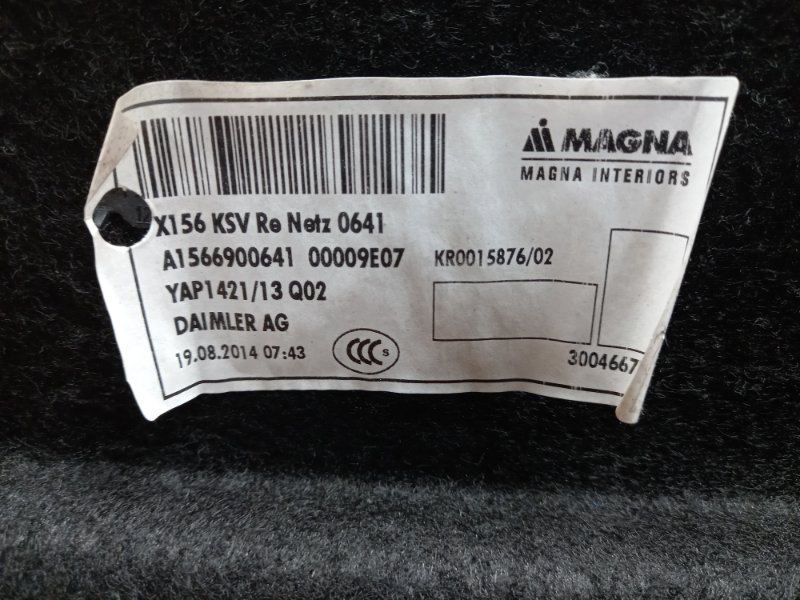 MAGNA
MAGNA INTERIORS
X156 KSV Re Netz 0641
A1566900641 00009E07 KR0015876/02
YAP1421/13 Q02
DAIMLER AG
19.08.2014 07:43
CCC S
3004667